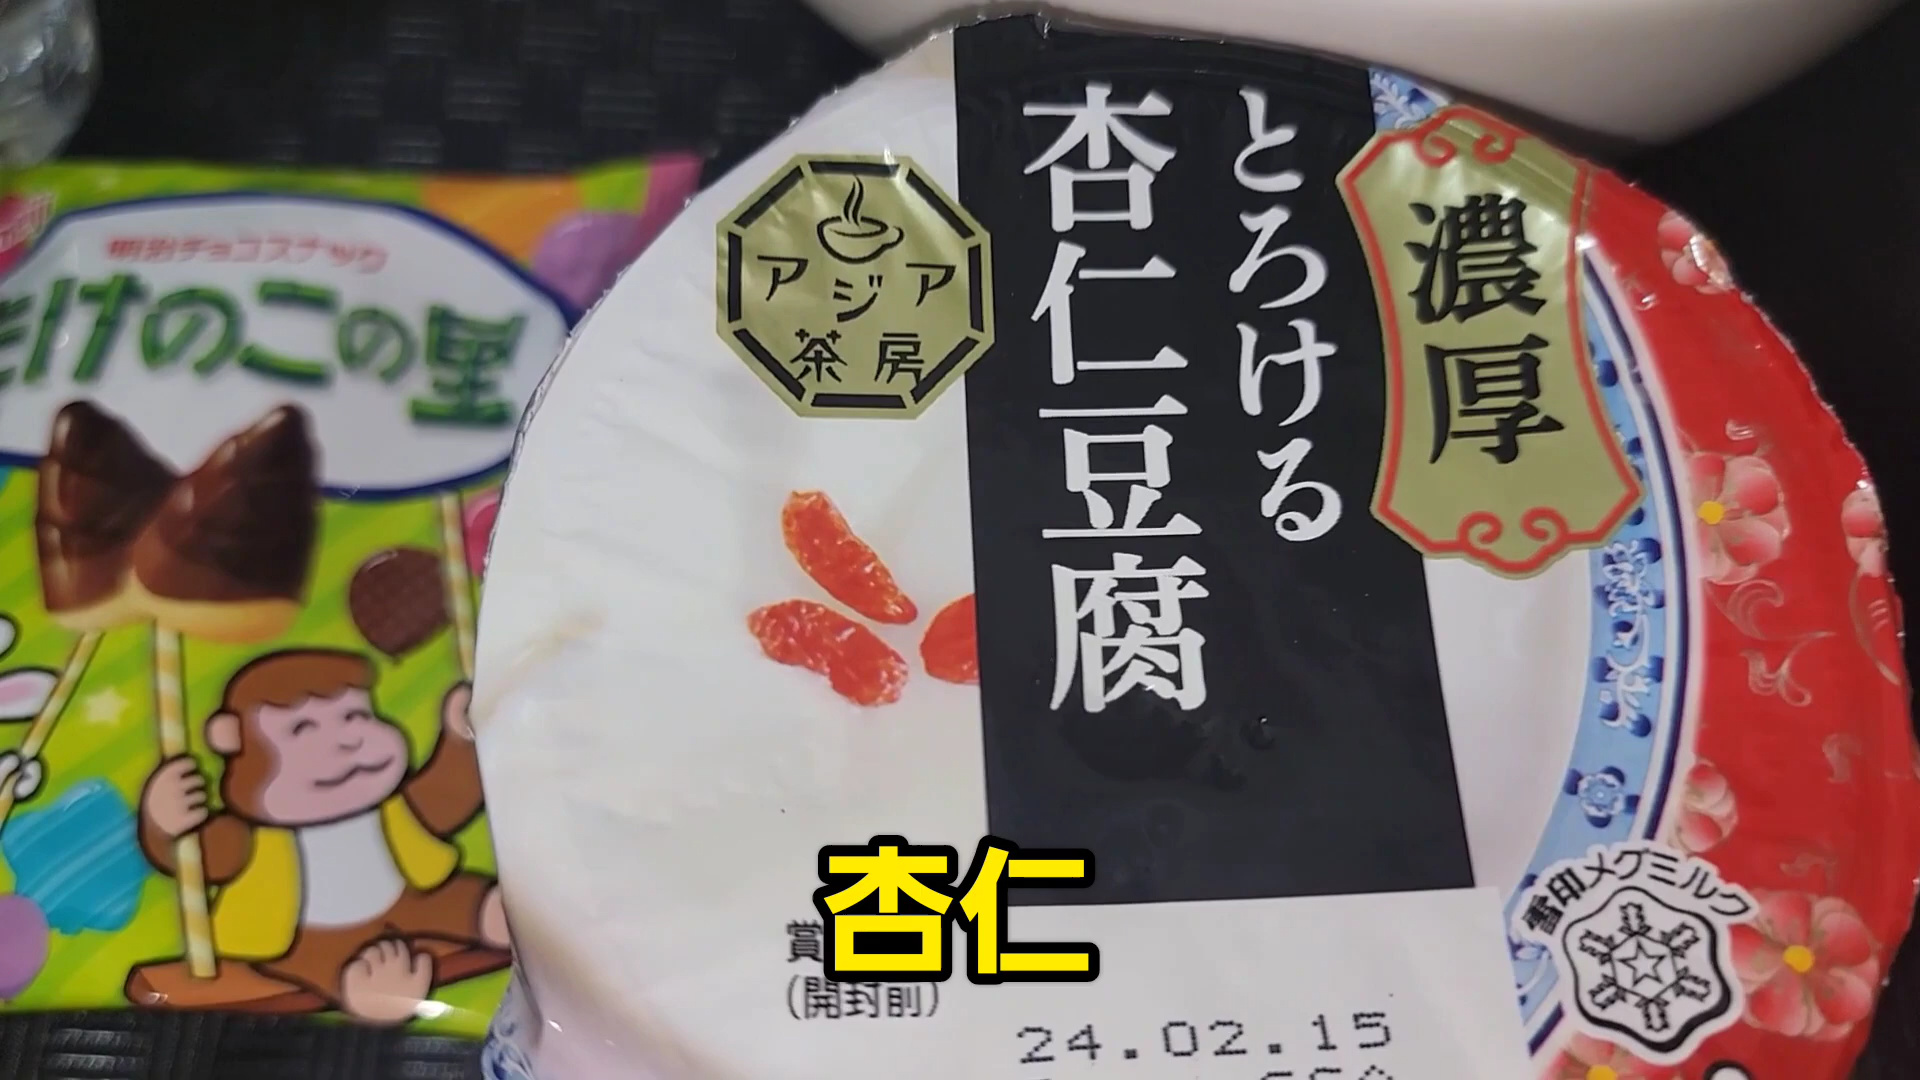 明治チョコスナック
けのこの里
アジア
茶房
濃厚
とろける
杏仁豆腐
杏仁
賞
(開封前)
24.02.15
雪印メグミルク